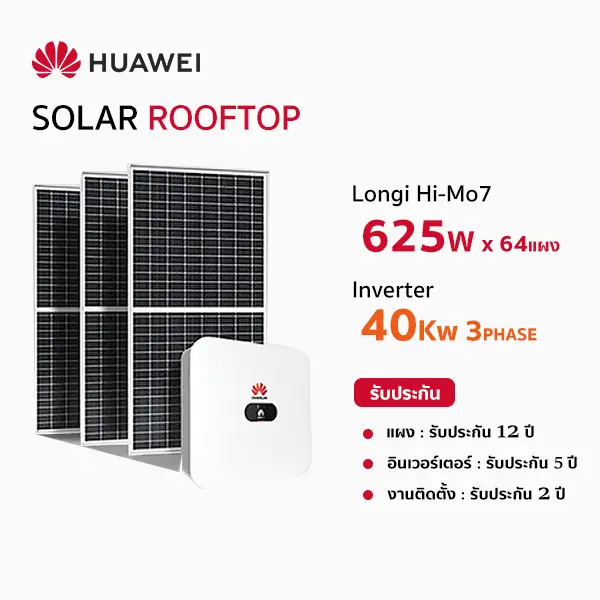 HUAWEI
SOLAR ROOFTOP
Longi Hi-Mo7
625W x 64แผง
Inverter
40Kw 3PHASE
รับประกัน
แผง : รับประกัน 12 ปี
อินเวอร์เตอร์ : รับประกัน 5 ปี
งานติดตั้ง : รับประกัน 2 ปี